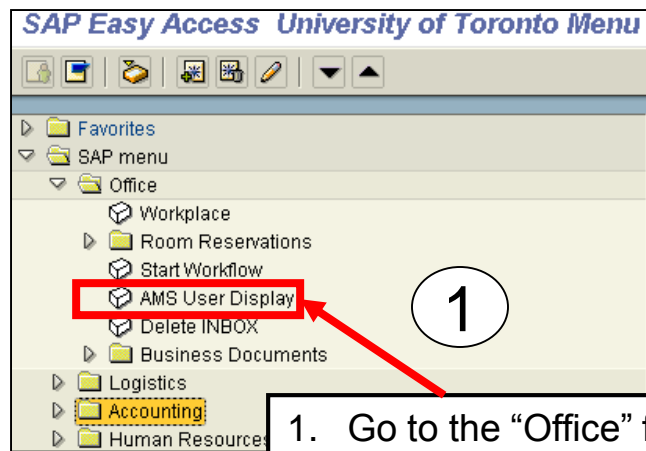 SAP Easy Access University of Toronto Menu
Favorites
SAP menu
Office
Workplace
Room Reservations
Start Workflow
AMS User Display
Delete INBOX
Business Documents
Logistics
Accounting
Human Resources
1
1. Go to the “Office”